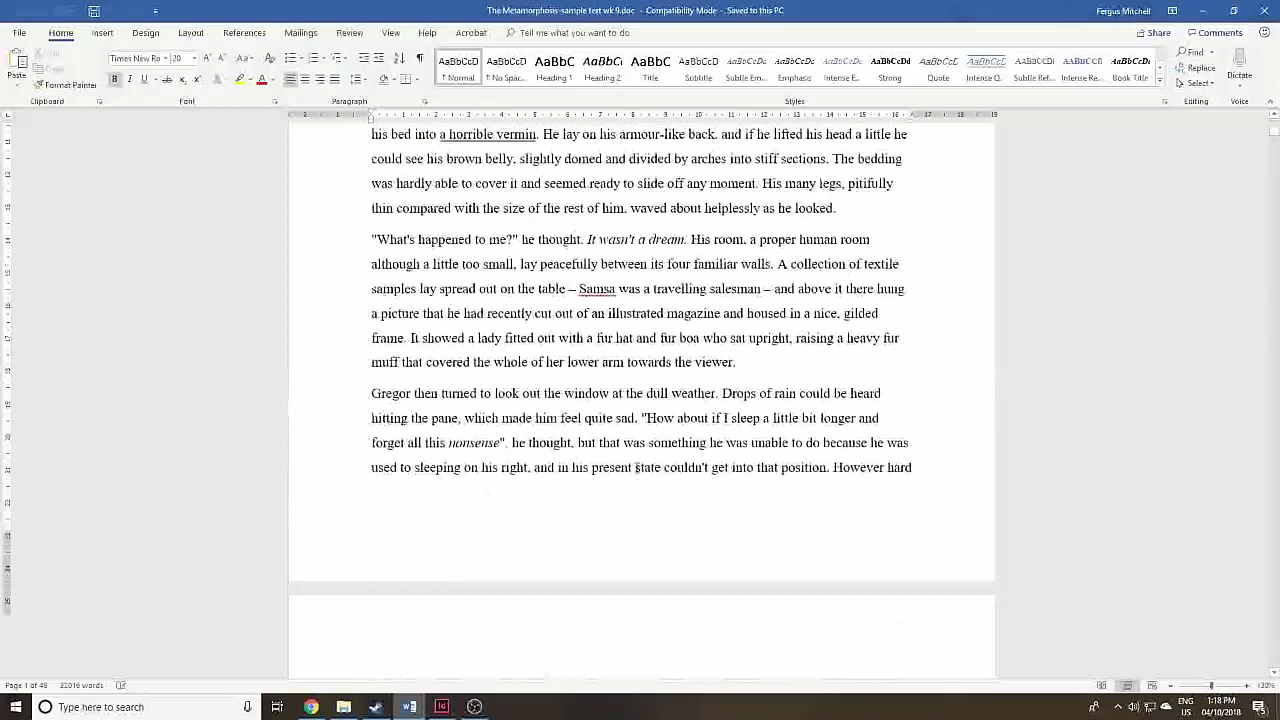 The Metamorphosis-sample text wk 9.doc - Compatibility Mode - Saved to this PC
Fergus Mitchell
File Home Insert Design Layout References Mailings Review View Help Acrobat Tell me what you want to do
Share Comments
Paste
Copy
Format Painter
Times New Ro 20
AaBbCcD AaBbCcD AaBbC AaBbC AaBbC AaBbCcD AaBbCcD AaBbCcD AaBbCcD AaBbCcDd AaBbCcD AaBbCcD AaBbCcD AaBbCcD AaBbCcD
¶ Normal ¶ No Spac... Heading 1 Heading 2 Title Subtitle Subtle Em... Emphasis Intense E... Strong Quote Intense Q... Subtle Ref... Intense Re... Book Title
Find
Replace
Select
Dictate
Clipboard Font Paragraph Styles Editing Voice
his bed into a horrible vermin. He lay on his armour-like back, and if he lifted his head a little he
could see his brown belly, slightly domed and divided by arches into stiff sections. The bedding
was hardly able to cover it and seemed ready to slide off any moment. His many legs, pitifully
thin compared with the size of the rest of him, waved about helplessly as he looked.
"What's happened to me?" he thought. It wasn't a dream. His room, a proper human room
although a little too small, lay peacefully between its four familiar walls. A collection of textile
samples lay spread out on the table – Samsa was a travelling salesman – and above it there hung
a picture that he had recently cut out of an illustrated magazine and housed in a nice, gilded
frame. It showed a lady fitted out with a fur hat and fur boa who sat upright, raising a heavy fur
muff that covered the whole of her lower arm towards the viewer.
Gregor then turned to look out the window at the dull weather. Drops of rain could be heard
hitting the pane, which made him feel quite sad. "How about if I sleep a little bit longer and
forget all this nonsense", he thought, but that was something he was unable to do because he was
used to sleeping on his right, and in his present state couldn't get into that position. However hard
Page 1 of 46 22016 words
130%
Type here to search
ENG
US
1:18 PM
04/10/2018